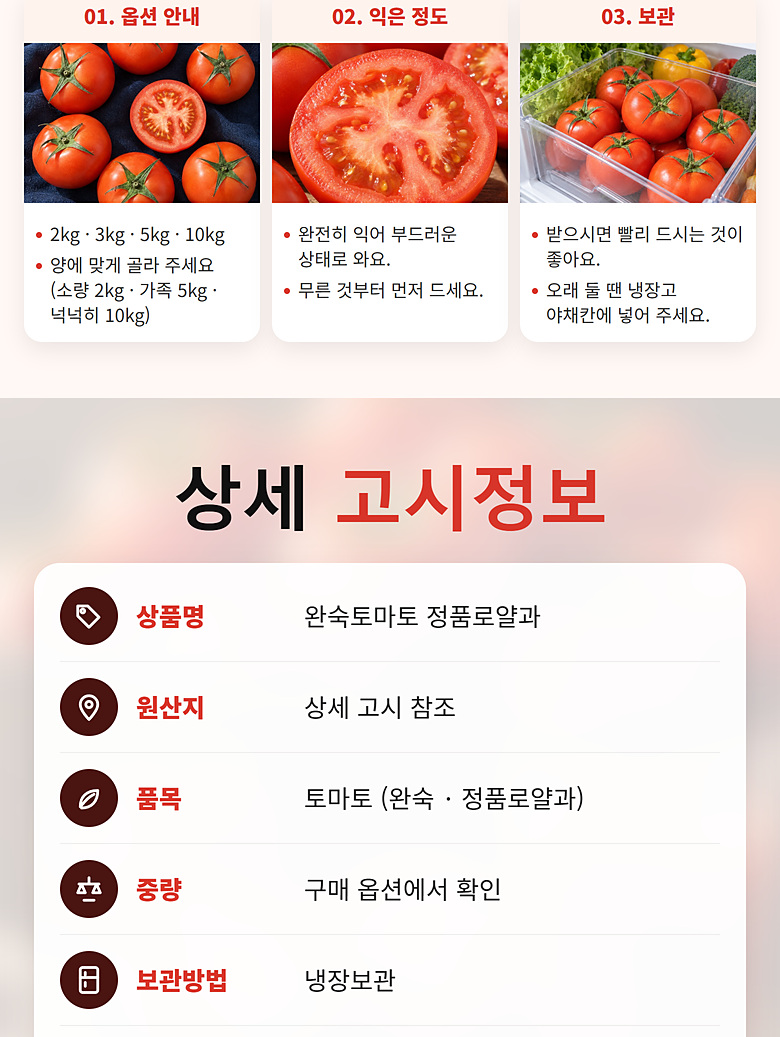 01. 옵션 안내
2kg · 3kg · 5kg · 10kg
양에 맞게 골라 주세요
(소량 2kg · 가족 5kg ·
넉넉히 10kg)
02. 익은 정도
완전히 익어 부드러운
상태로 와요.
무른 것부터 먼저 드세요.
03. 보관
받으시면 빨리 드시는 것이
좋아요.
오래 둘 땐 냉장고
야채칸에 넣어 주세요.
상세 고시정보
상품명 완숙토마토 정품로얄과
원산지 상세 고시 참조
품목 토마토 (완숙 · 정품로얄과)
중량 구매 옵션에서 확인
보관방법 냉장보관